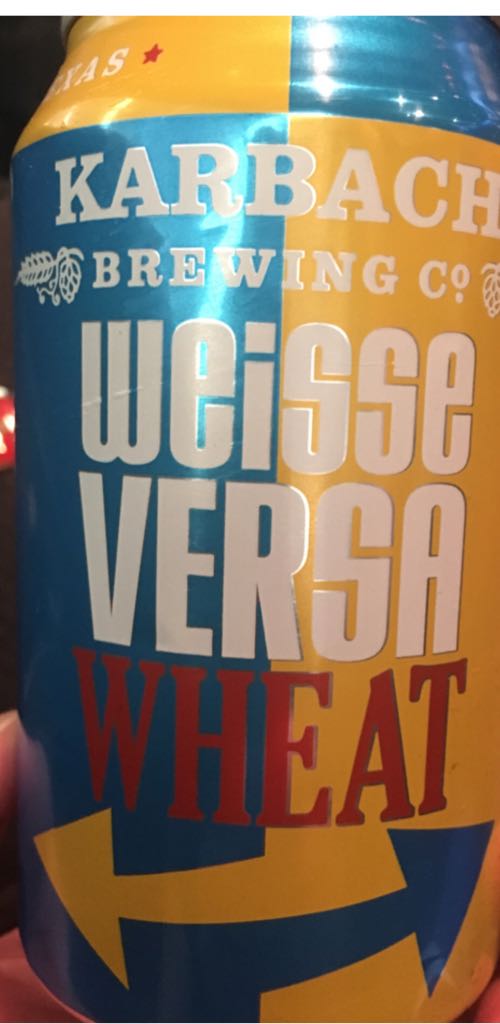 KARBACH
BREWING CO
Weisse
VERSA
WHEAT